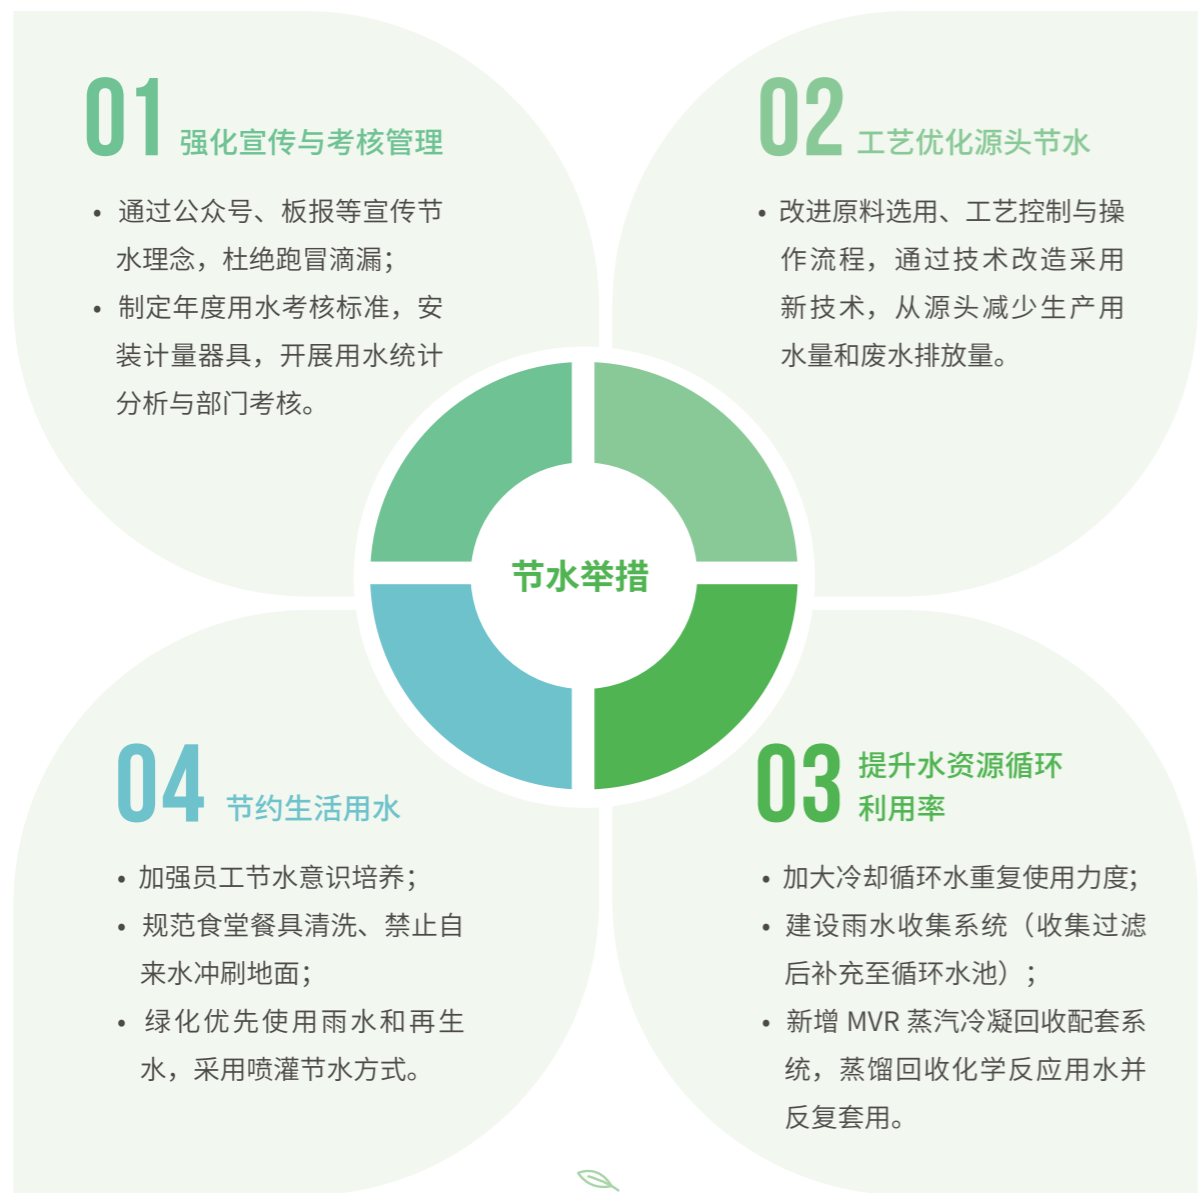 01 强化宣传与考核管理
• 通过公众号、板报等宣传节
水理念，杜绝跑冒滴漏；
• 制定年度用水考核标准，安
装计量器具，开展用水统计
分析与部门考核。
02 工艺优化源头节水
• 改进原料选用、工艺控制与操
作流程，通过技术改造采用
新技术，从源头减少生产用
水量和废水排放量。
节水举措
03 提升水资源循环
利用率
• 加大冷却循环水重复使用力度；
• 建设雨水收集系统（收集过滤
后补充至循环水池）；
• 新增 MVR 蒸汽冷凝回收配套系
统，蒸馏回收化学反应用水并
反复套用。
04 节约生活用水
• 加强员工节水意识培养；
• 规范食堂餐具清洗、禁止自
来水冲刷地面；
• 绿化优先使用雨水和再生
水，采用喷灌节水方式。